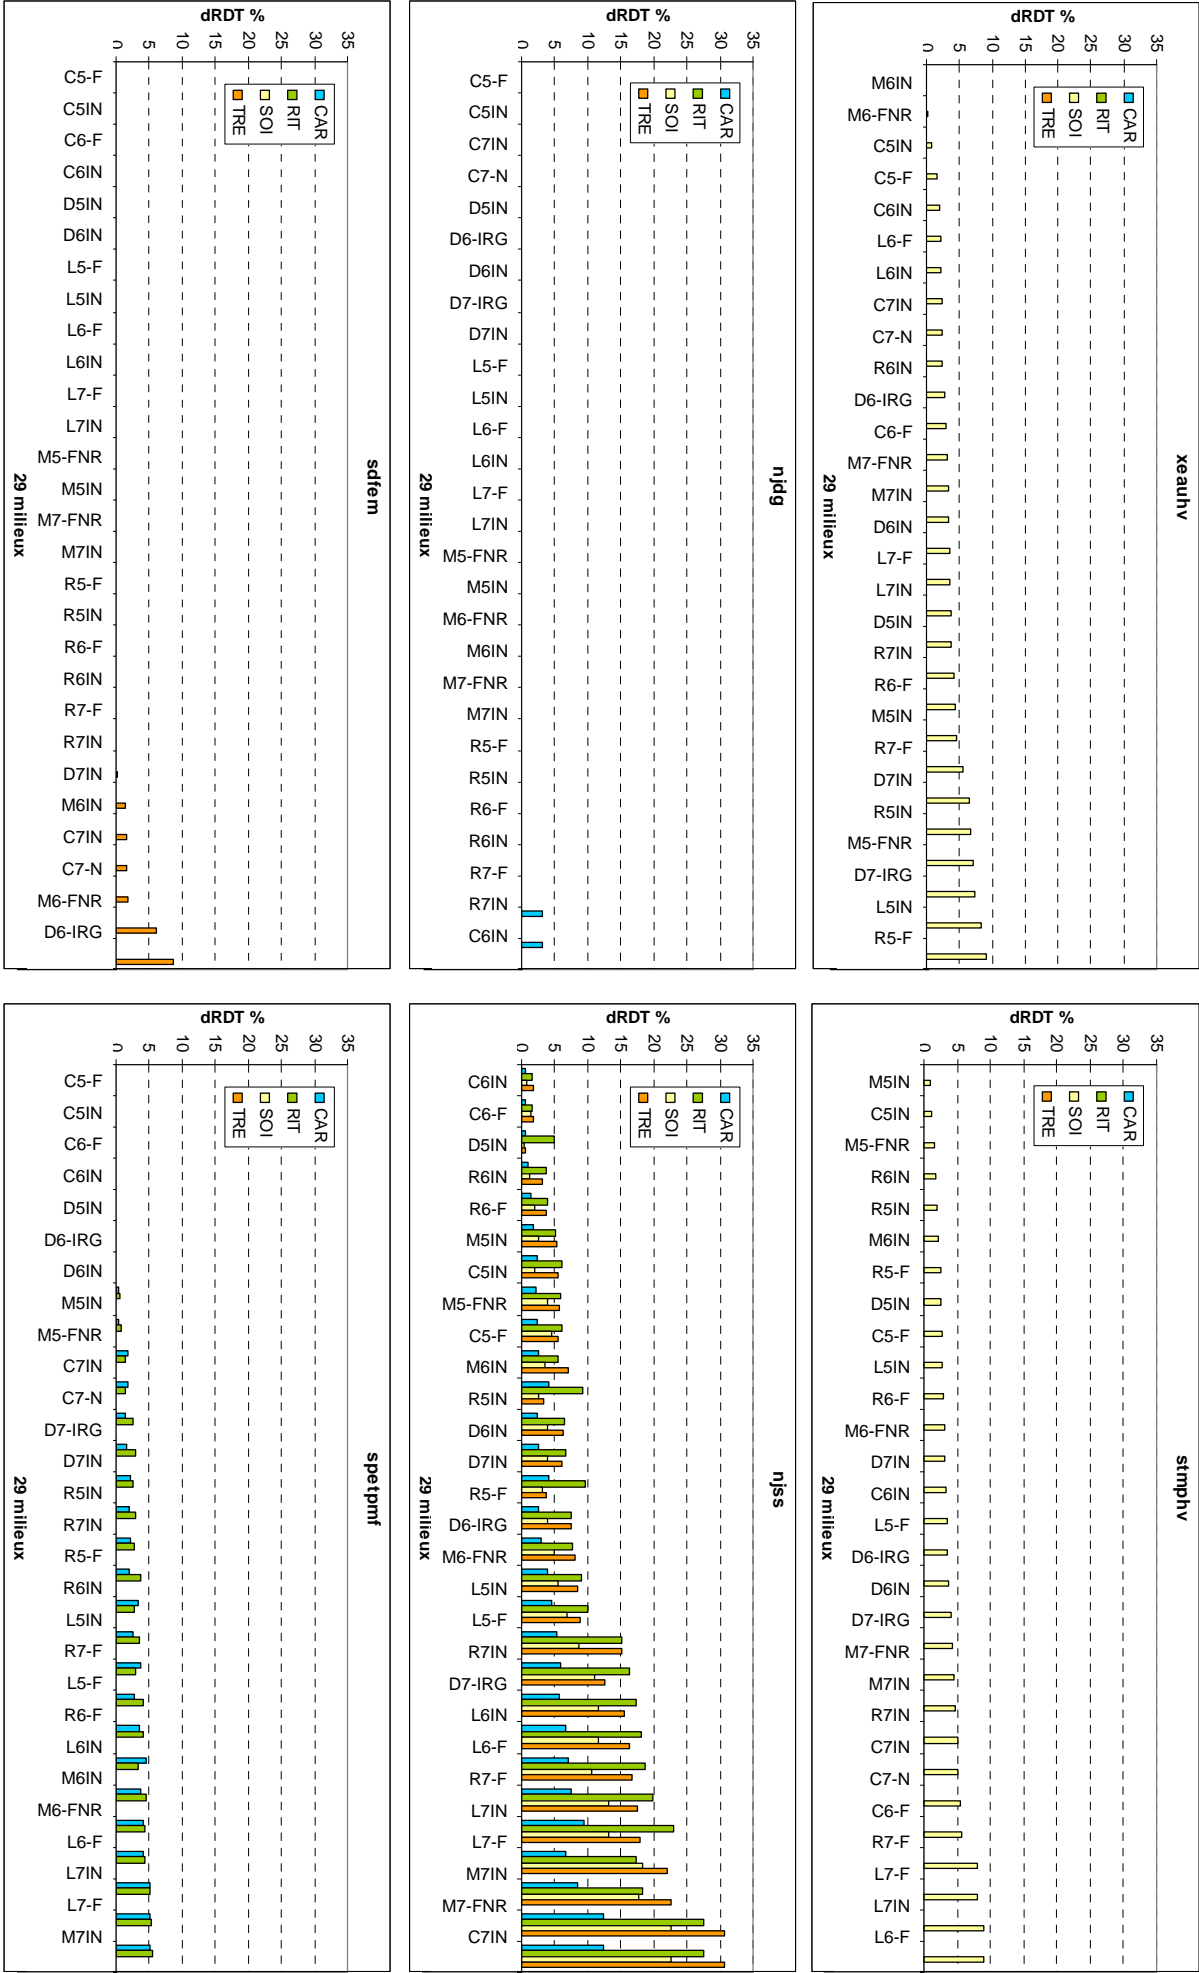 xeauhv
dRDT %
0 5 10 15 20 25 30 35
CAR
RIT
SOI
TRE
M6IN
M6-FNR
C5IN
C5-F
C6IN
L6-F
L6IN
C7IN
C7-N
R6IN
D6-IRG
C6-F
M7-FNR
M7IN
D6IN
L7-F
L7IN
D5IN
R7IN
R6-F
M5IN
R7-F
D7IN
R5IN
M5-FNR
D7-IRG
L5IN
R5-F
29 milieux
stmphv
dRDT %
0 5 10 15 20 25 30 35
CAR
RIT
SOI
TRE
M5IN
C5IN
M5-FNR
R6IN
R5IN
M6IN
R5-F
D5IN
C5-F
L5IN
R6-F
M6-FNR
D7IN
C6IN
L5-F
D6-IRG
D6IN
D7-IRG
M7-FNR
M7IN
R7IN
C7IN
C7-N
C6-F
R7-F
L7-F
L7IN
L6-F
29 milieux
njdg
dRDT %
0 5 10 15 20 25 30 35
CAR
RIT
SOI
TRE
C5-F
C5IN
C7IN
C7-N
D5IN
D6-IRG
D6IN
D7-IRG
D7IN
L5-F
L5IN
L6-F
L6IN
L7-F
L7IN
M5-FNR
M5IN
M6-FNR
M6IN
M7-FNR
M7IN
R5-F
R5IN
R6-F
R6IN
R7-F
R7IN
C6IN
29 milieux
njss
dRDT %
0 5 10 15 20 25 30 35
CAR
RIT
SOI
TRE
C6IN
C6-F
D5IN
R6IN
R6-F
M5IN
C5IN
M5-FNR
C5-F
M6IN
R5IN
D6IN
D7IN
R5-F
D6-IRG
M6-FNR
L5IN
L5-F
R7IN
D7-IRG
L6IN
L6-F
R7-F
L7IN
L7-F
M7IN
M7-FNR
C7IN
29 milieux
sdfem
dRDT %
0 5 10 15 20 25 30 35
CAR
RIT
SOI
TRE
C5-F
C5IN
C6-F
C6IN
D5IN
D6IN
L5-F
L5IN
L6-F
L6IN
L7-F
L7IN
M5-FNR
M5IN
M7-FNR
M7IN
R5-F
R5IN
R6-F
R6IN
R7-F
R7IN
D7IN
M6IN
C7IN
C7-N
M6-FNR
D6-IRG
29 milieux
spetpmf
dRDT %
0 5 10 15 20 25 30 35
CAR
RIT
SOI
TRE
C5-F
C5IN
C6-F
C6IN
D5IN
D6-IRG
D6IN
M5IN
M5-FNR
C7IN
C7-N
D7-IRG
D7IN
R5IN
R7IN
R5-F
R6IN
L5IN
R7-F
L5-F
R6-F
L6IN
M6IN
M6-FNR
L6-F
L7IN
L7-F
M7IN
29 milieux